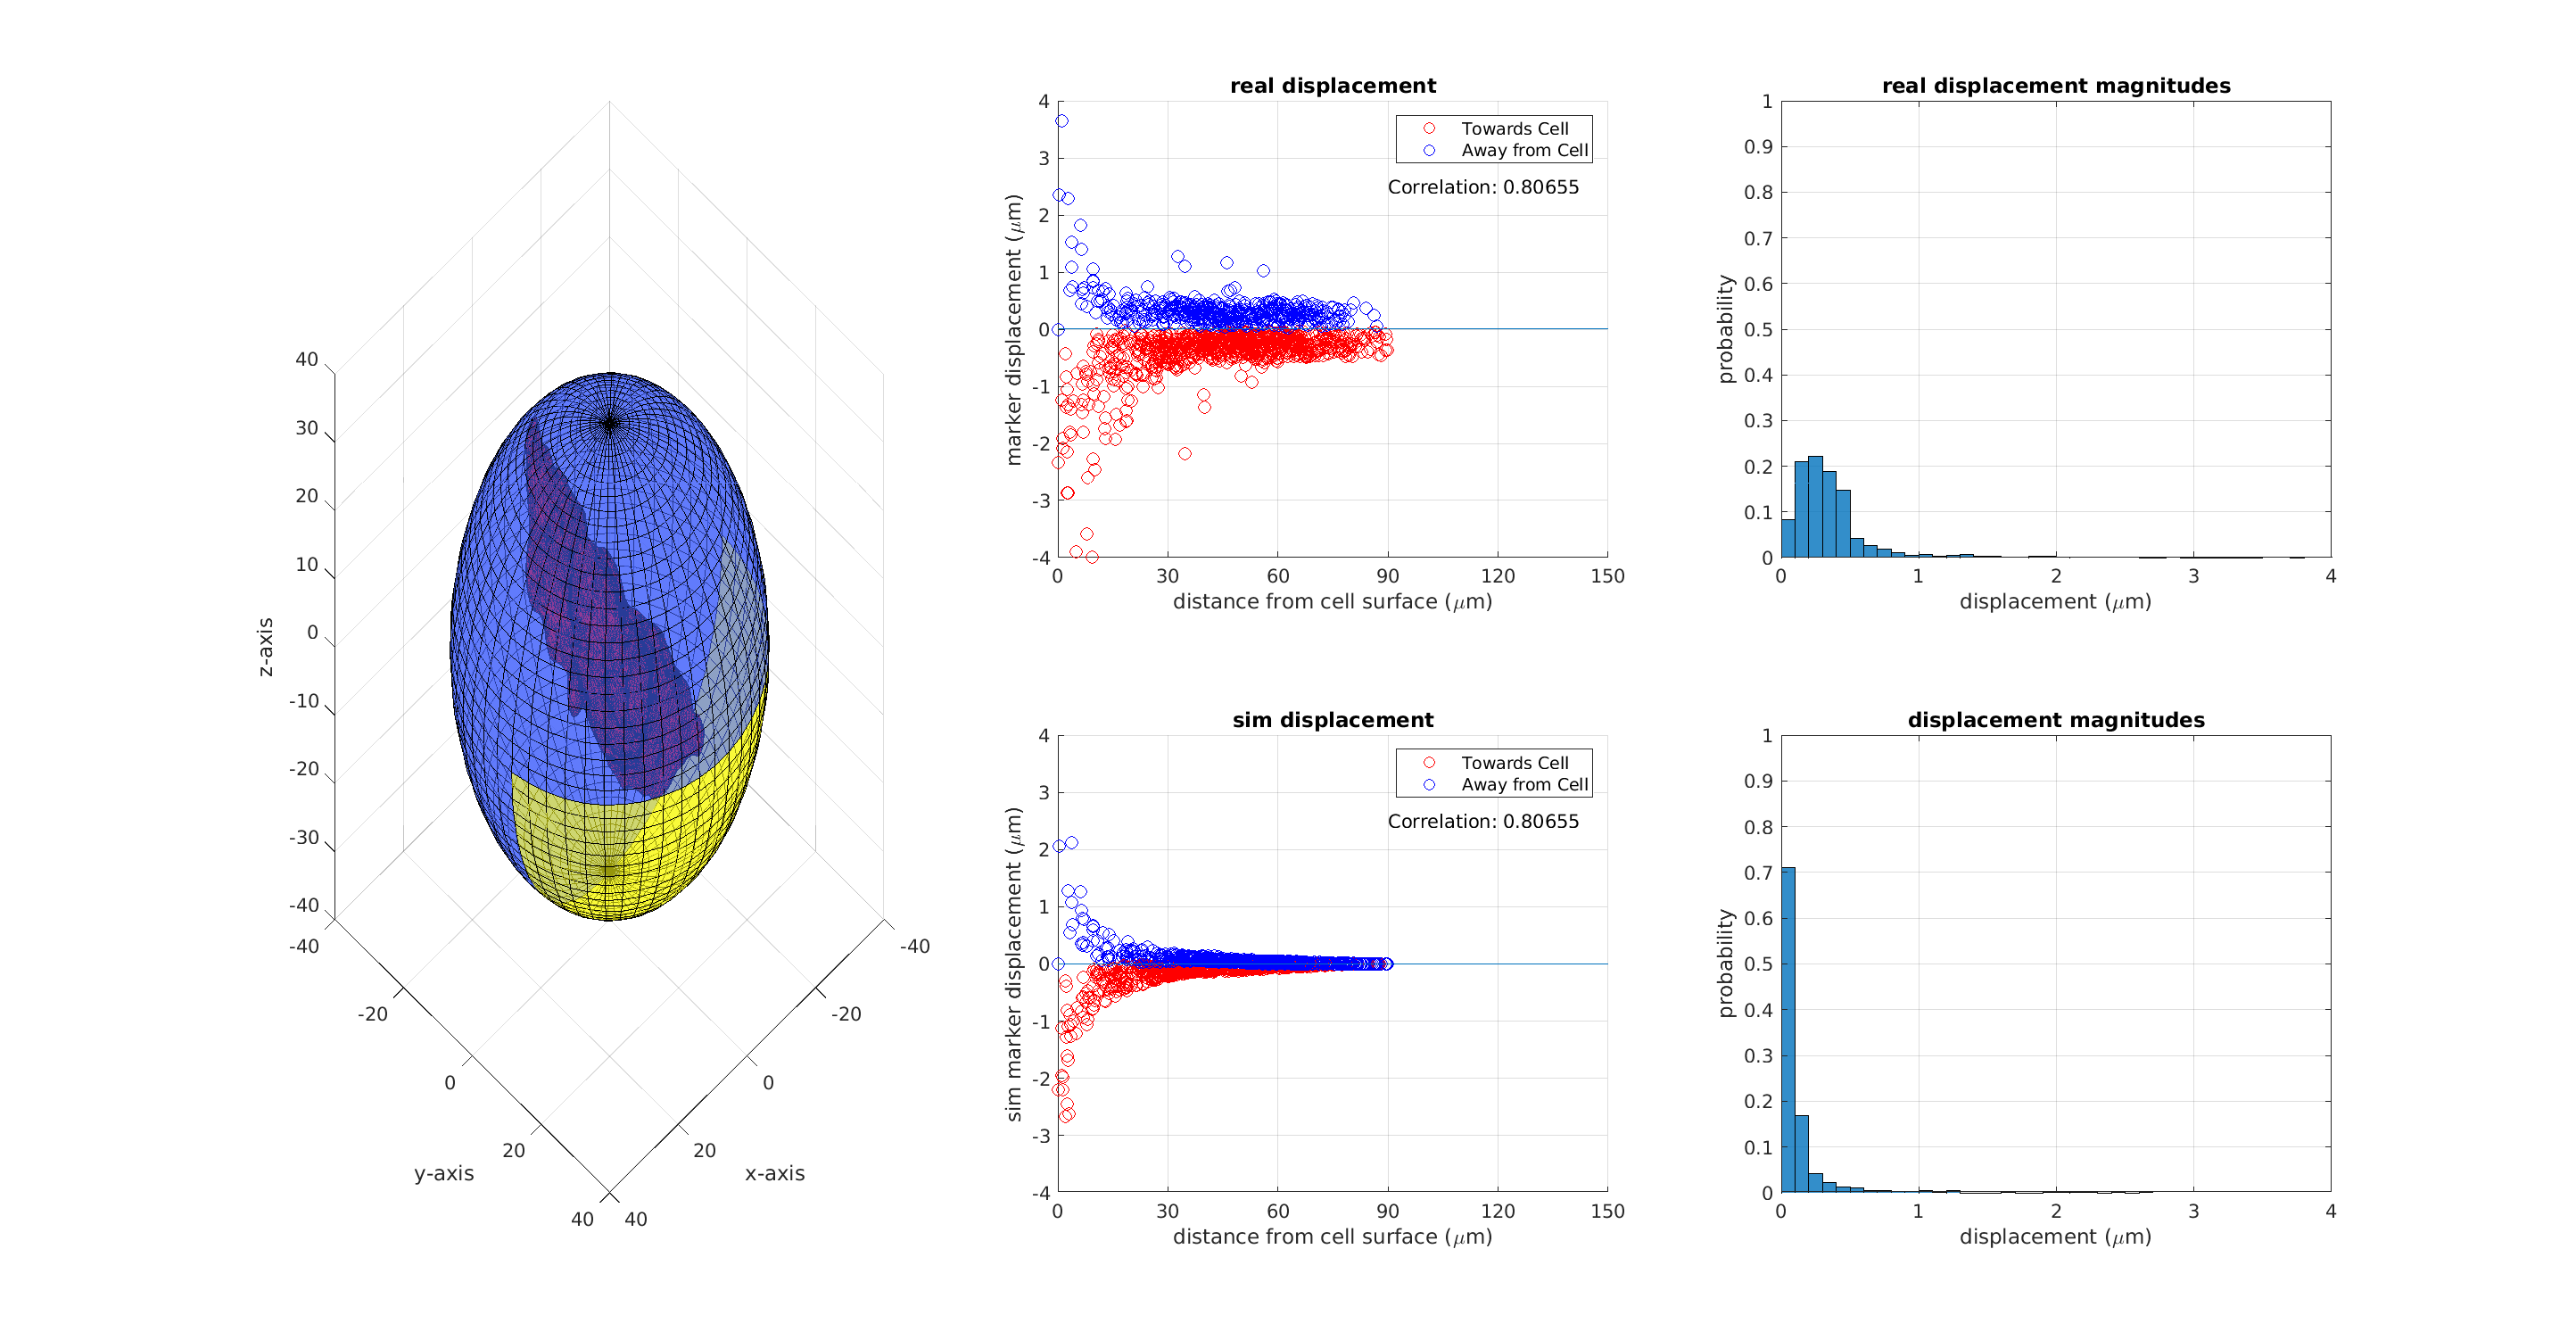 40
30
20
10
0
-10
-20
-30
-40
z-axis
-40
-20
0
20
40
y-axis
-40
-20
0
20
40
x-axis
real displacement
4
3
2
1
0
-1
-2
-3
-4
marker displacement (μm)
Towards Cell
Away from Cell
Correlation: 0.80655
0 30 60 90 120 150
distance from cell surface (μm)
real displacement magnitudes
1
0.9
0.8
0.7
0.6
0.5
0.4
0.3
0.2
0.1
0
probability
0 1 2 3 4
displacement (μm)
sim displacement
4
3
2
1
0
-1
-2
-3
-4
sim marker displacement (μm)
Towards Cell
Away from Cell
Correlation: 0.80655
0 30 60 90 120 150
distance from cell surface (μm)
displacement magnitudes
1
0.9
0.8
0.7
0.6
0.5
0.4
0.3
0.2
0.1
0
probability
0 1 2 3 4
displacement (μm)